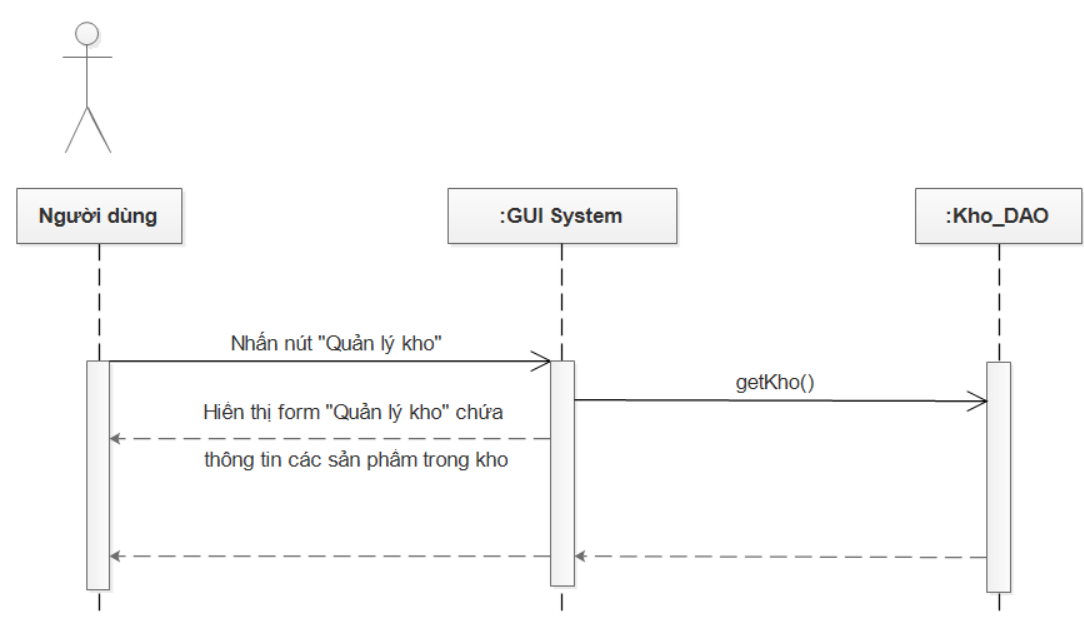 Người dùng
:GUI System
:Kho_DAO
Nhấn nút "Quản lý kho"
getKho()
Hiển thị form "Quản lý kho" chứa
thông tin các sản phẩm trong kho